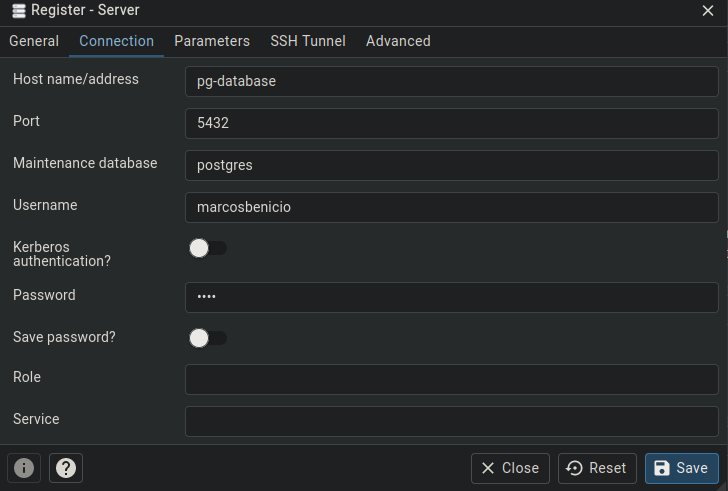 Register - Server
General Connection Parameters SSH Tunnel Advanced
Host name/address pg-database
Port 5432
Maintenance database postgres
Username marcosbenicio
Kerberos
authentication?
Password ••••
Save password?
Role
Service
Close Reset Save